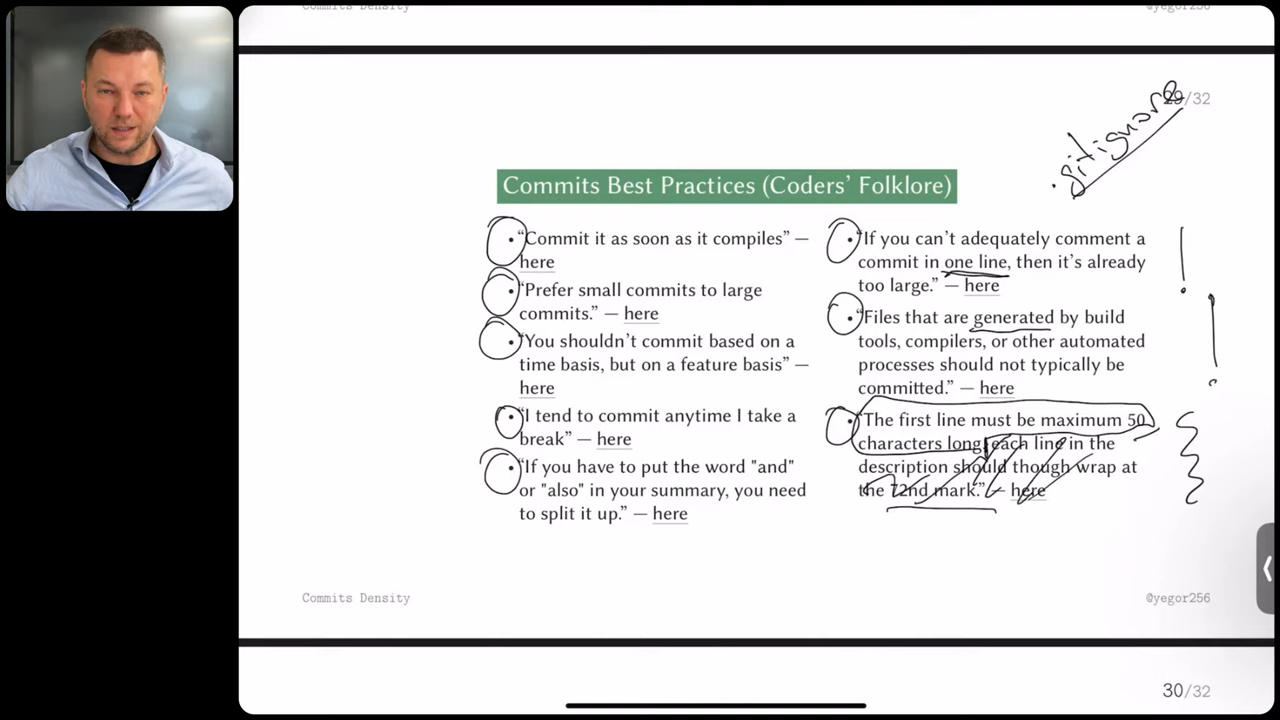 Commits Density
@yegor256
29/32
.gitignore
Commits Best Practices (Coders’ Folklore)
• “Commit it as soon as it compiles” —
here
• “Prefer small commits to large
commits.” — here
• “You shouldn’t commit based on a
time basis, but on a feature basis” —
here
• “I tend to commit anytime I take a
break” — here
• “If you have to put the word "and"
or "also" in your summary, you need
to split it up.” — here
• “If you can’t adequately comment a
commit in one line, then it’s already
too large.” — here
• “Files that are generated by build
tools, compilers, or other automated
processes should not typically be
committed.” — here
• “The first line must be maximum 50
characters long each line in the
description should though wrap at
the 72nd mark.” — here
!
!
Commits Density
@yegor256
30/32